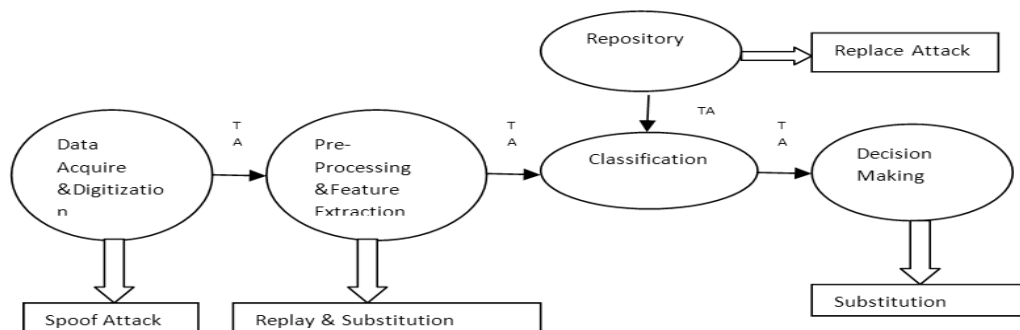 Repository
Replace Attack
T
A
T
A
TA
T
A
Data
Acquire
&Digitizatio
n
Pre-
Processing
&Feature
Extraction
Classification
Decision
Making
Spoof Attack
Replay & Substitution
Substitution